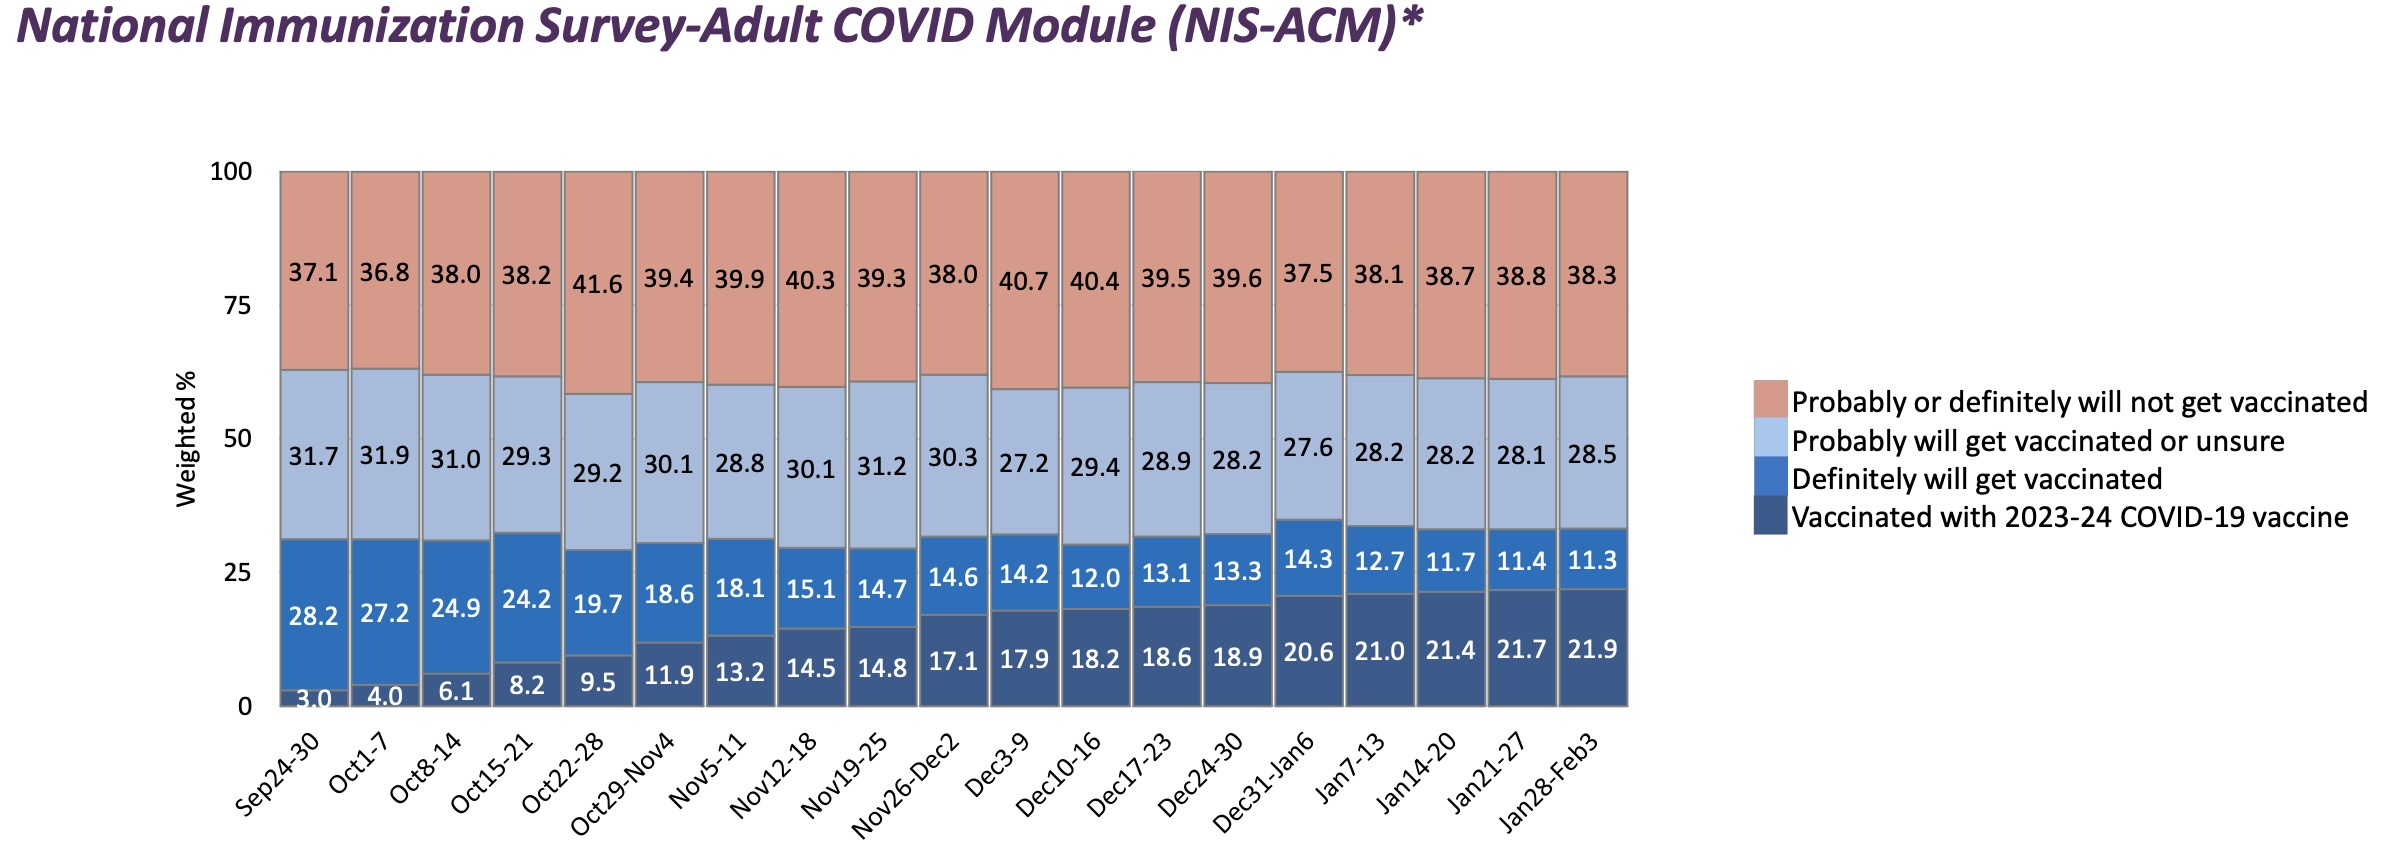 National Immunization Survey-Adult COVID Module (NIS-ACM)*
100
75
50
25
0
Weighted %
37.1 36.8 38.0 38.2 41.6 39.4 39.9 40.3 39.3 38.0 40.7 40.4 39.5 39.6 37.5 38.1 38.7 38.8 38.3
31.7 31.9 31.0 29.3 29.2 30.1 28.8 30.1 31.2 30.3 27.2 29.4 28.9 28.2 27.6 28.2 28.2 28.1 28.5
28.2 27.2 24.9 24.2 19.7 18.6 18.1 15.1 14.7 14.6 14.2 12.0 13.1 13.3 14.3 12.7 11.7 11.4 11.3
3.0 4.0 6.1 8.2 9.5 11.9 13.2 14.5 14.8 17.1 17.9 18.2 18.6 18.9 20.6 21.0 21.4 21.7 21.9
Sep24-30 Oct1-7 Oct8-14 Oct15-21 Oct22-28 Oct29-Nov4 Nov5-11 Nov12-18 Nov19-25 Nov26-Dec2 Dec3-9 Dec10-16 Dec17-23 Dec24-30 Dec31-Jan6 Jan7-13 Jan14-20 Jan21-27 Jan28-Feb3
Probably or definitely will not get vaccinated
Probably will get vaccinated or unsure
Definitely will get vaccinated
Vaccinated with 2023-24 COVID-19 vaccine